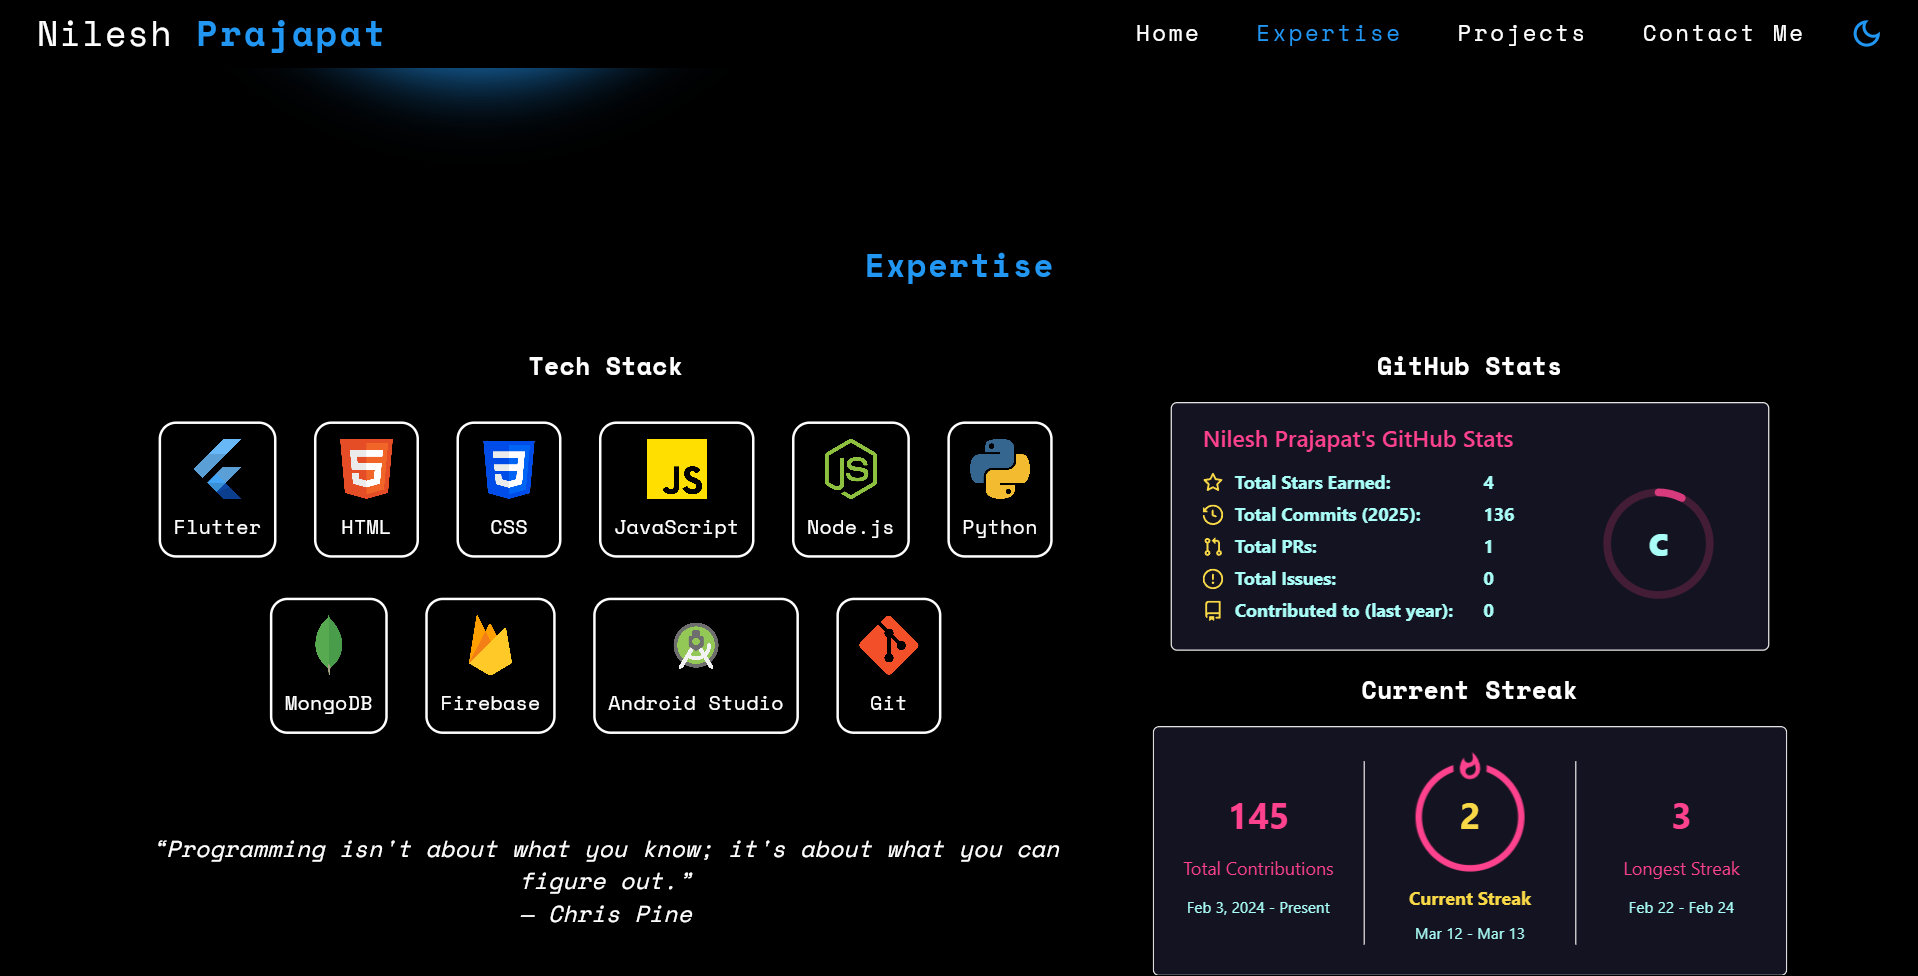 Nilesh Prajapat
Home Expertise Projects Contact Me
Expertise
Tech Stack
Flutter
HTML
CSS
JS
JavaScript
JS
Node.js
Python
MongoDB
Firebase
Android Studio
Git
“Programming isn't about what you know; it's about what you can
figure out.”
— Chris Pine
GitHub Stats
Nilesh Prajapat's GitHub Stats
Total Stars Earned: 4
Total Commits (2025): 136
Total PRs: 1
Total Issues: 0
Contributed to (last year): 0
C
Current Streak
145
Total Contributions
Feb 3, 2024 - Present
2
Current Streak
Mar 12 - Mar 13
3
Longest Streak
Feb 22 - Feb 24